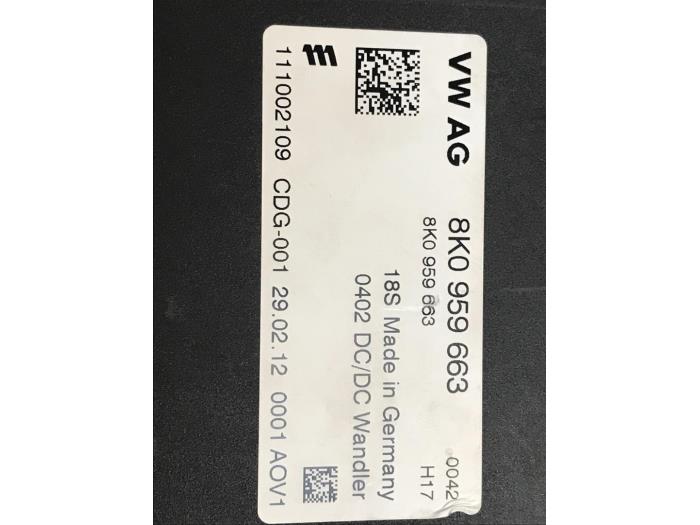 VW AG 8K0 959 663 0042
8K0 959 663 H17
18S Made in Germany
0402 DC/DC Wandler
111002109 CDG-001 29.02.12 0001 AOV1